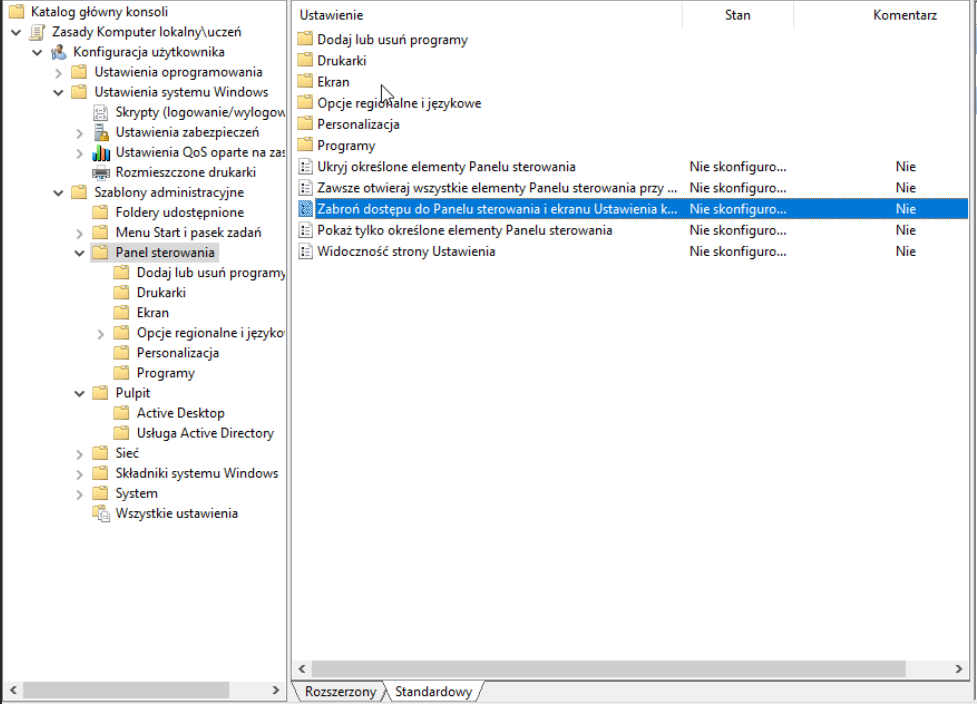 Katalog główny konsoli
Zasady Komputer lokalny\uczeń
Konfiguracja użytkownika
Ustawienia oprogramowania
Ustawienia systemu Windows
Skrypty (logowanie/wylogow
Ustawienia zabezpieczeń
Ustawienia QoS oparte na zas
Rozmieszczone drukarki
Szablony administracyjne
Foldery udostępnione
Menu Start i pasek zadań
Panel sterowania
Dodaj lub usuń programy
Drukarki
Ekran
Opcje regionalne i języko
Personalizacja
Programy
Pulpit
Active Desktop
Usługa Active Directory
Sieć
Składniki systemu Windows
System
Wszystkie ustawienia
Ustawienie Stan Komentarz
Dodaj lub usuń programy
Drukarki
Ekran
Opcje regionalne i językowe
Personalizacja
Programy
Ukryj określone elementy Panelu sterowania Nie skonfiguro... Nie
Zawsze otwieraj wszystkie elementy Panelu sterowania przy ... Nie skonfiguro... Nie
Zabroń dostępu do Panelu sterowania i ekranu Ustawienia k... Nie skonfiguro... Nie
Pokaż tylko określone elementy Panelu sterowania Nie skonfiguro... Nie
Widoczność strony Ustawienia Nie skonfiguro... Nie
Rozszerzony Standardowy